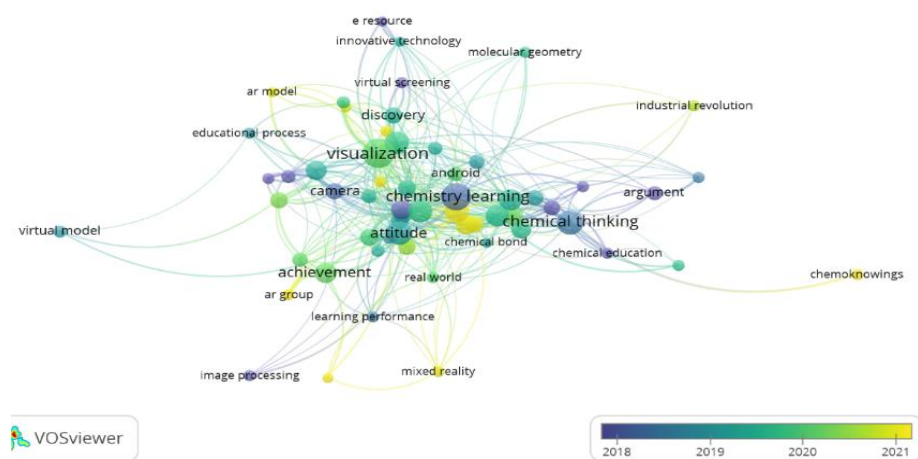 e resource
innovative technology
molecular geometry
virtual screening
ar model
industrial revolution
discovery
educational process
visualization
android
camera
chemistry learning
argument
chemical thinking
virtual model
attitude
chemical bond
chemical education
achievement
real world
chemoknowings
ar group
learning performance
image processing
mixed reality
VOSviewer
2018 2019 2020 2021